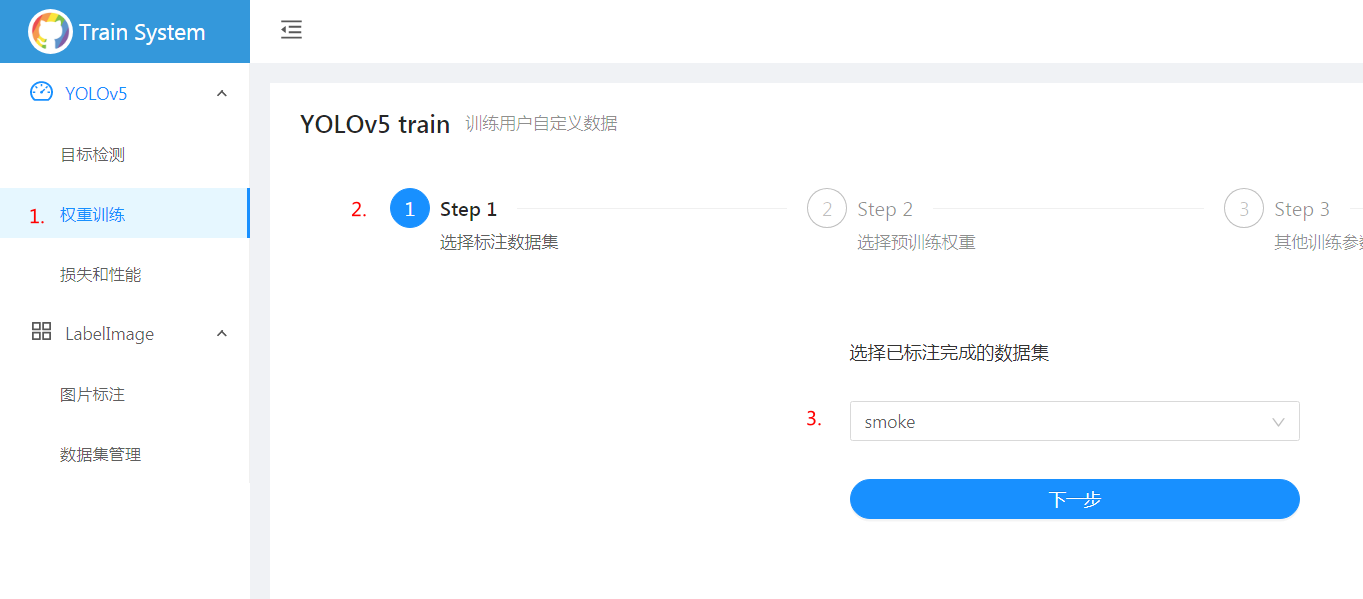 Train System
YOLOv5
目标检测
1. 权重训练
损失和性能
LabelImage
图片标注
数据集管理
YOLOv5 train 训练用户自定义数据
2. 1 Step 1
选择标注数据集
2 Step 2
选择预训练权重
3 Step 3
其他训练参
选择已标注完成的数据集
3. smoke
下一步